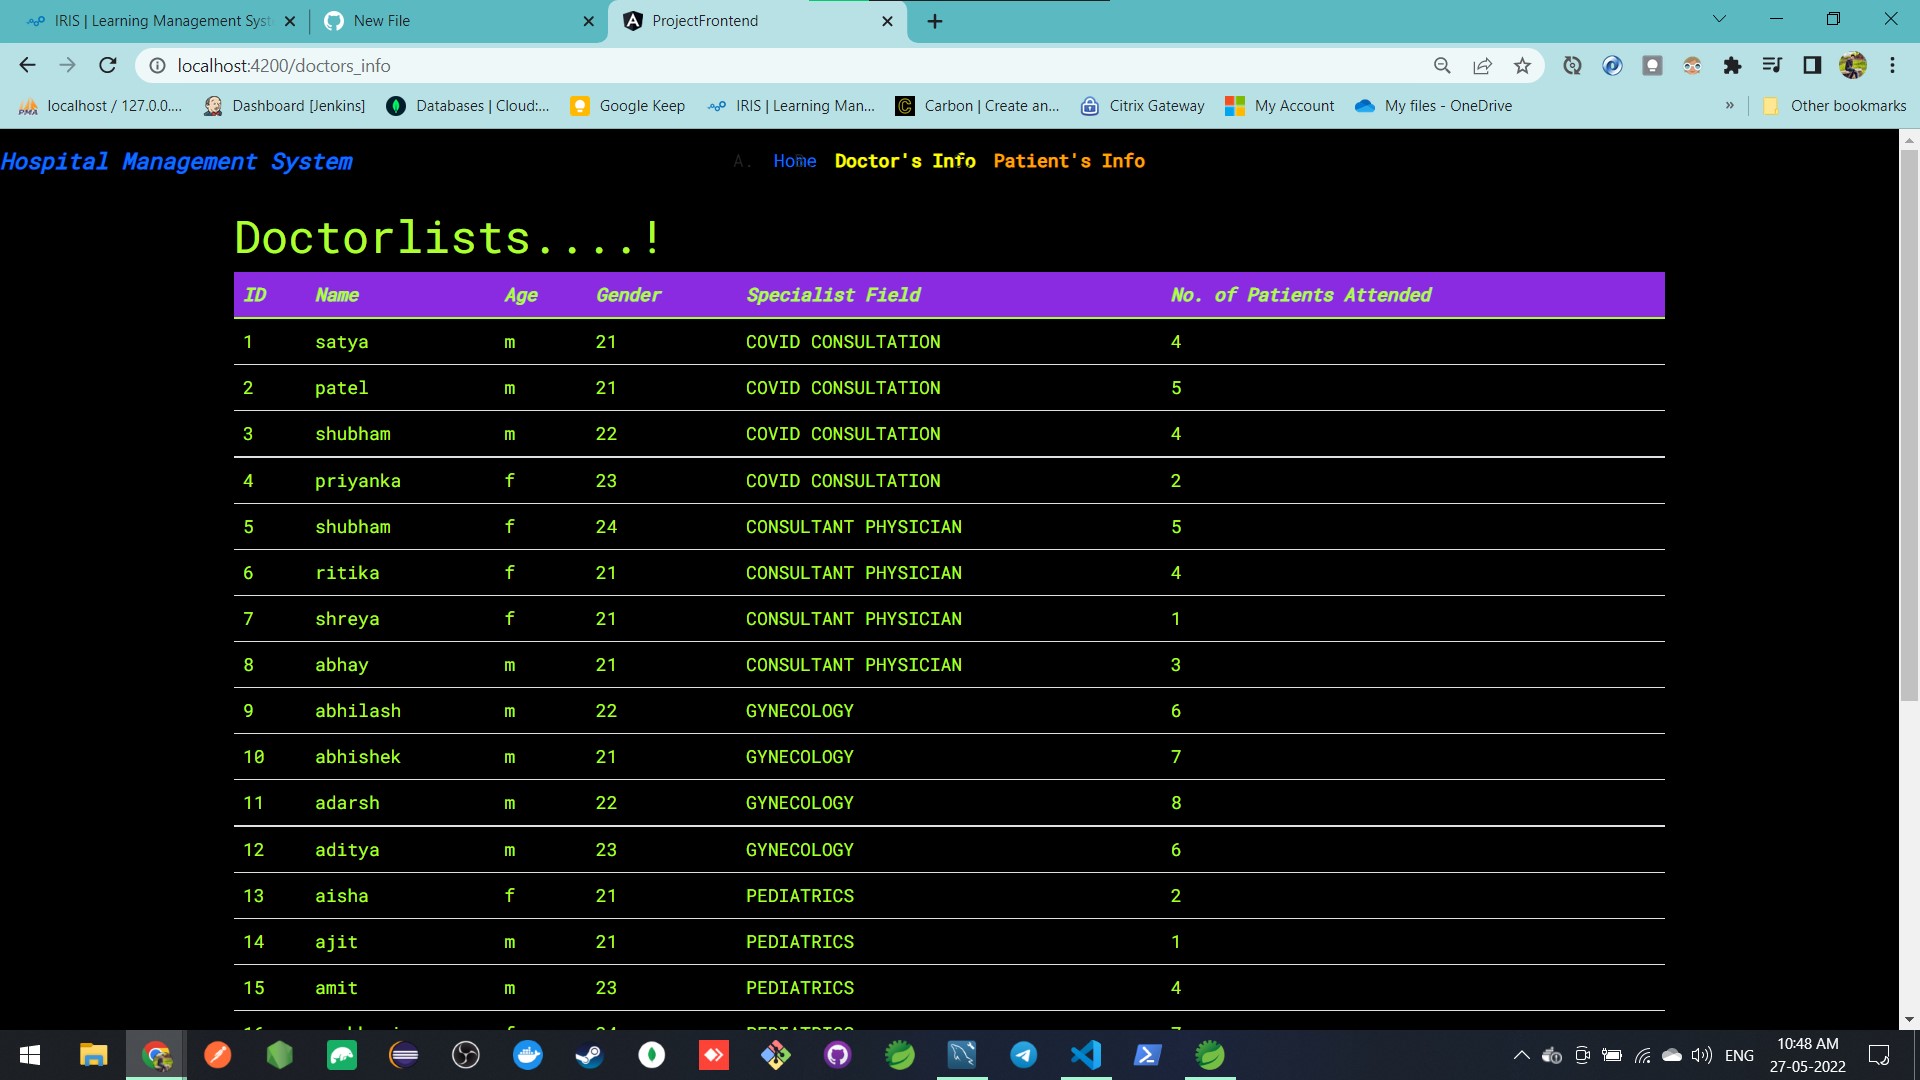 IRIS | Learning Management Syst
New File
ProjectFrontend
localhost:4200/doctors_info
localhost / 127.0.0....
Dashboard [Jenkins]
Databases | Cloud:...
Google Keep
IRIS | Learning Man...
Carbon | Create an...
Citrix Gateway
My Account
My files - OneDrive
»
Other bookmarks
Hospital Management System
A. Home Doctor's Info Patient's Info
Doctorlists....!
ID Name Age Gender Specialist Field No. of Patients Attended
1 satya m 21 COVID CONSULTATION 4
2 patel m 21 COVID CONSULTATION 5
3 shubham m 22 COVID CONSULTATION 4
4 priyanka f 23 COVID CONSULTATION 2
5 shubham f 24 CONSULTANT PHYSICIAN 5
6 ritika f 21 CONSULTANT PHYSICIAN 4
7 shreya f 21 CONSULTANT PHYSICIAN 1
8 abhay m 21 CONSULTANT PHYSICIAN 3
9 abhilash m 22 GYNECOLOGY 6
10 abhishek m 21 GYNECOLOGY 7
11 adarsh m 22 GYNECOLOGY 8
12 aditya m 23 GYNECOLOGY 6
13 aisha f 21 PEDIATRICS 2
14 ajit m 21 PEDIATRICS 1
15 amit m 23 PEDIATRICS 4
ENG
10:48 AM
27-05-2022